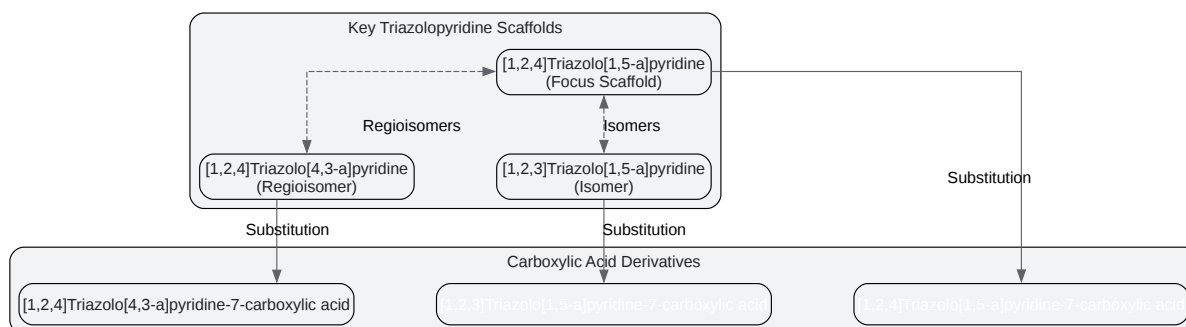 Key Triazolopyridine Scaffolds
[1,2,4]Triazolo[1,5-a]pyridine
(Focus Scaffold)
Regioisomers
Isomers
[1,2,4]Triazolo[4,3-a]pyridine
(Regioisomer)
[1,2,3]Triazolo[1,5-a]pyridine
(Isomer)
Substitution
Substitution
Substitution
Carboxylic Acid Derivatives
[1,2,4]Triazolo[4,3-a]pyridine-7-carboxylic acid
[1,2,3]Triazolo[1,5-a]pyridine-7-carboxylic acid
[1,2,4]Triazolo[1,5-a]pyridine-7-carboxylic acid